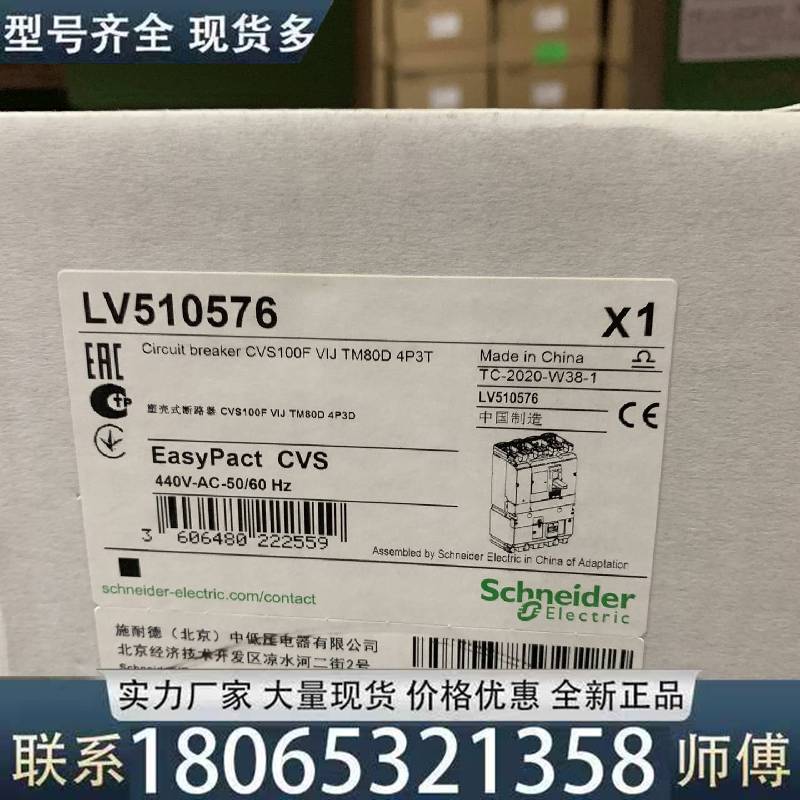 型号齐全 现货多
LV510576
X1
EAC
Circuit breaker CVS100F VIJ TM80D 4P3T
Made in China
TC-2020-W38-1
LV510576
中国制造
CE
塑壳式断路器 CVS100F VIJ TM80D 4P3D
EasyPact CVS
440V-AC-50/60 Hz
3 606480 222559
Assembled by Schneider Electric in China of Adaptation
schneider-electric.com/contact
Schneider
Electric
施耐德（北京）中低压电器有限公司
北京经济技术开发区凉水河二街2号
实力厂家 大量现货 价格优惠 全新正品
联系18065321358师傅